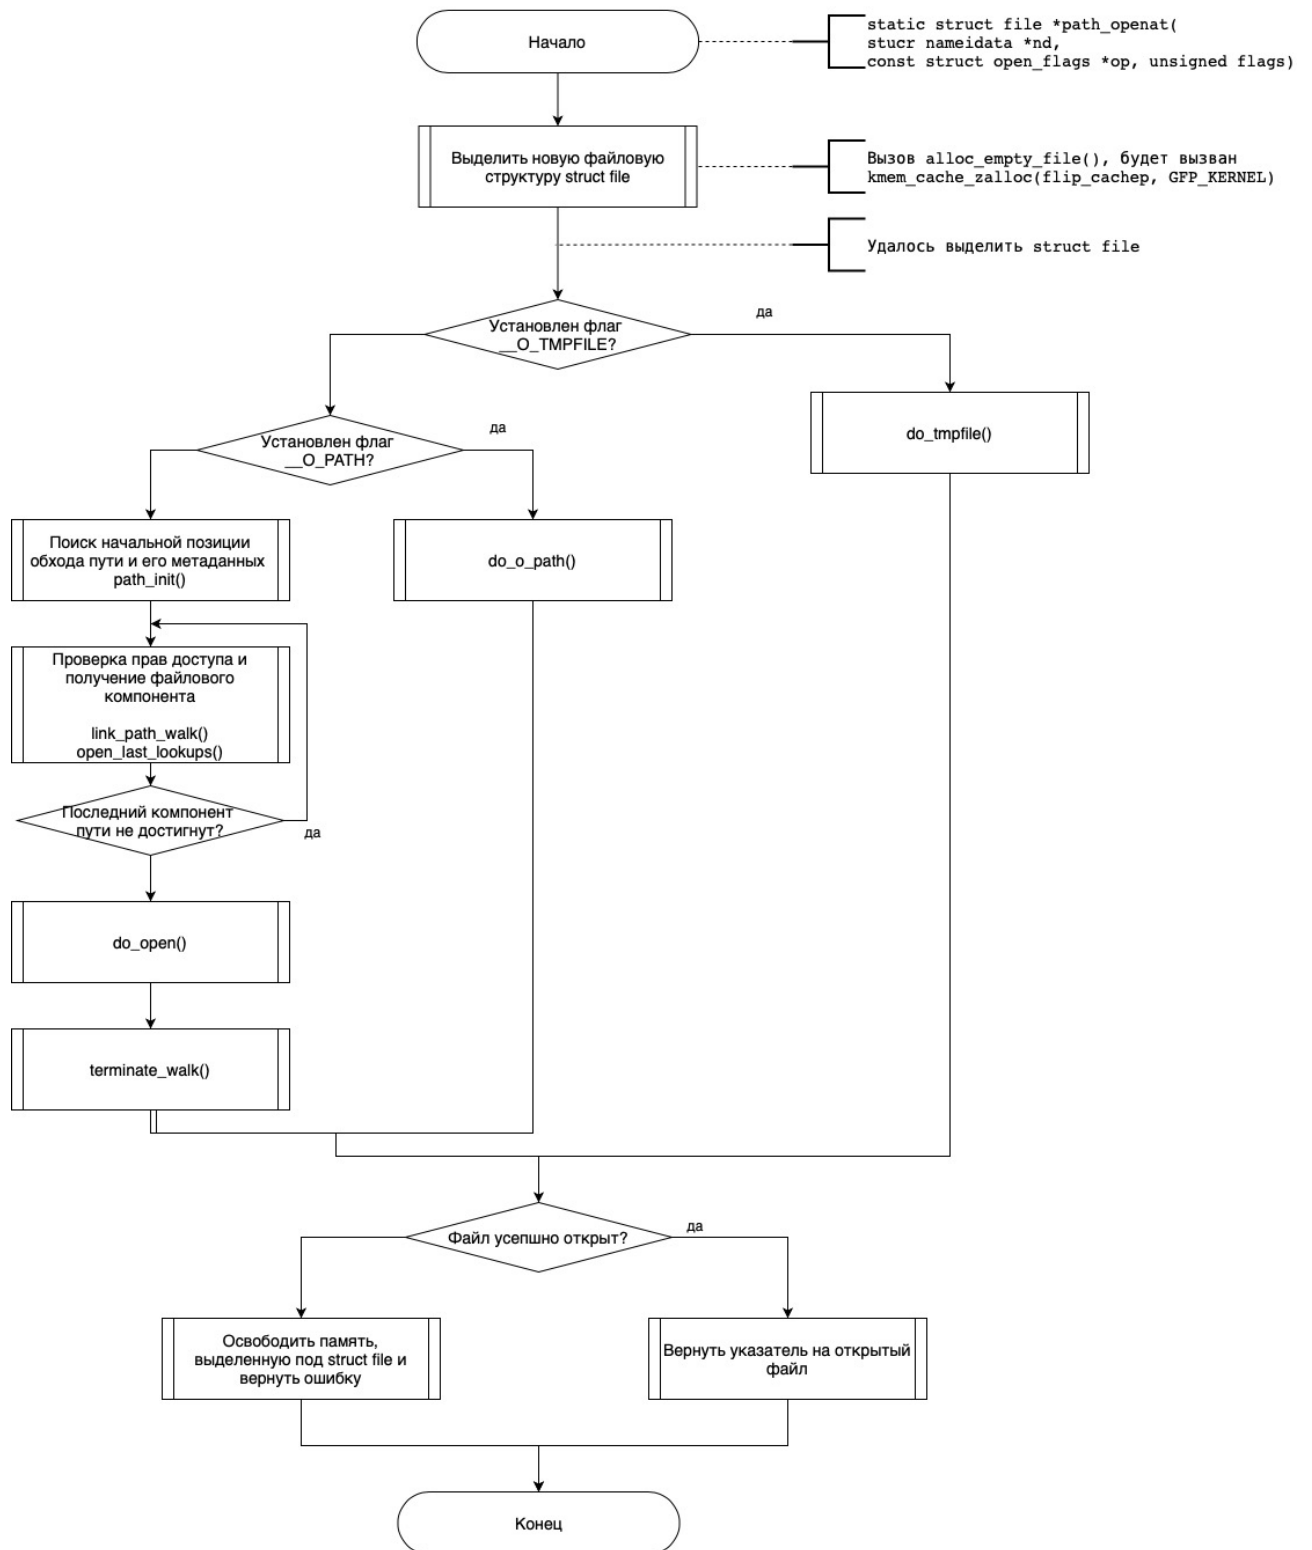 Начало
static struct file *path_openat(
stucr nameidata *nd,
const struct open_flags *op, unsigned flags)
Выделить новую файловую
структуру struct file
Вызов alloc_empty_file(), будет вызван
kmem_cache_zalloc(flip_cachep, GFP_KERNEL)
Удалось выделить struct file
Установлен флаг
__O_TMPFILE?
да
do_tmpfile()
Установлен флаг
__O_PATH?
да
Поиск начальной позиции
обхода пути и его метаданных
path_init()
do_o_path()
Проверка прав доступа и
получение файлового
компонента
link_path_walk()
open_last_lookups()
Последний компонент
пути не достигнут?
да
do_open()
terminate_walk()
Файл усепшно открыт?
да
Освободить память,
выделенную под struct file и
вернуть ошибку
Вернуть указатель на открытый
файл
Конец